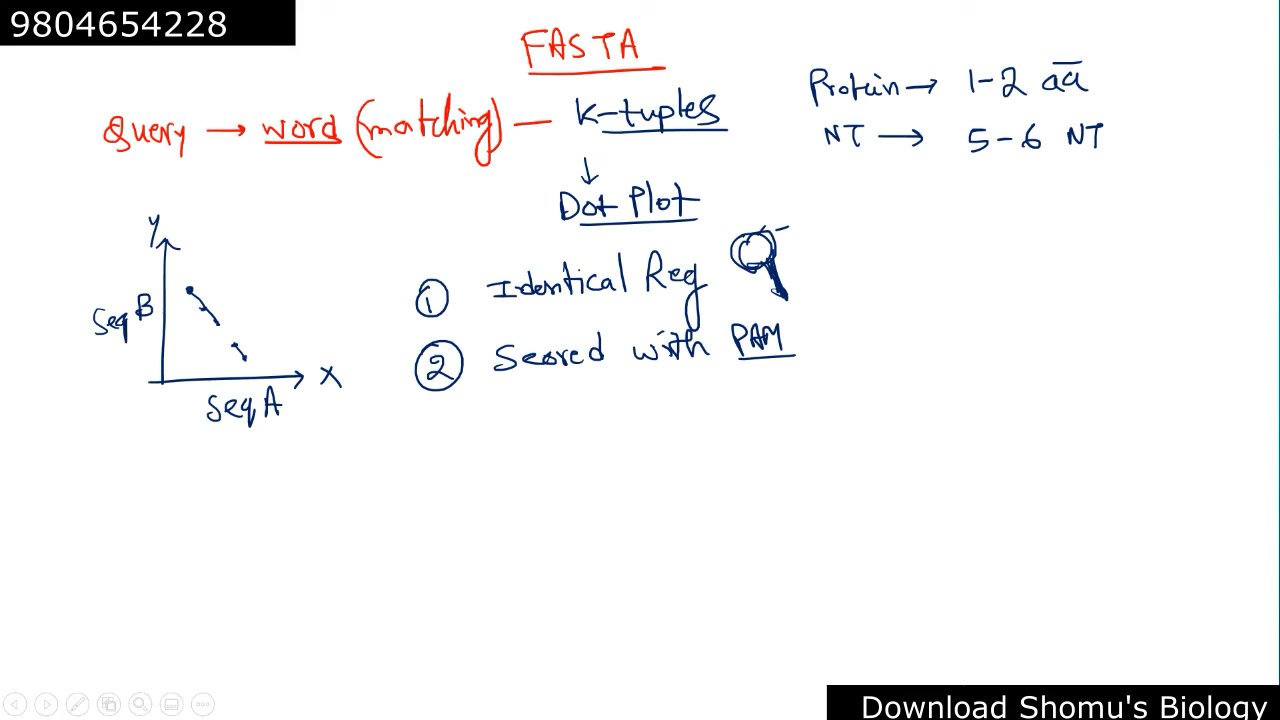 9804654228
FASTA
Query → word (matching) — K-tuples
Protein → 1-2 aa
NT → 5-6 NT
↓
Dot Plot
Y
Seq B
X
Seq A
① Identical Reg
② Scored with PAM
Download Shomu's Biology